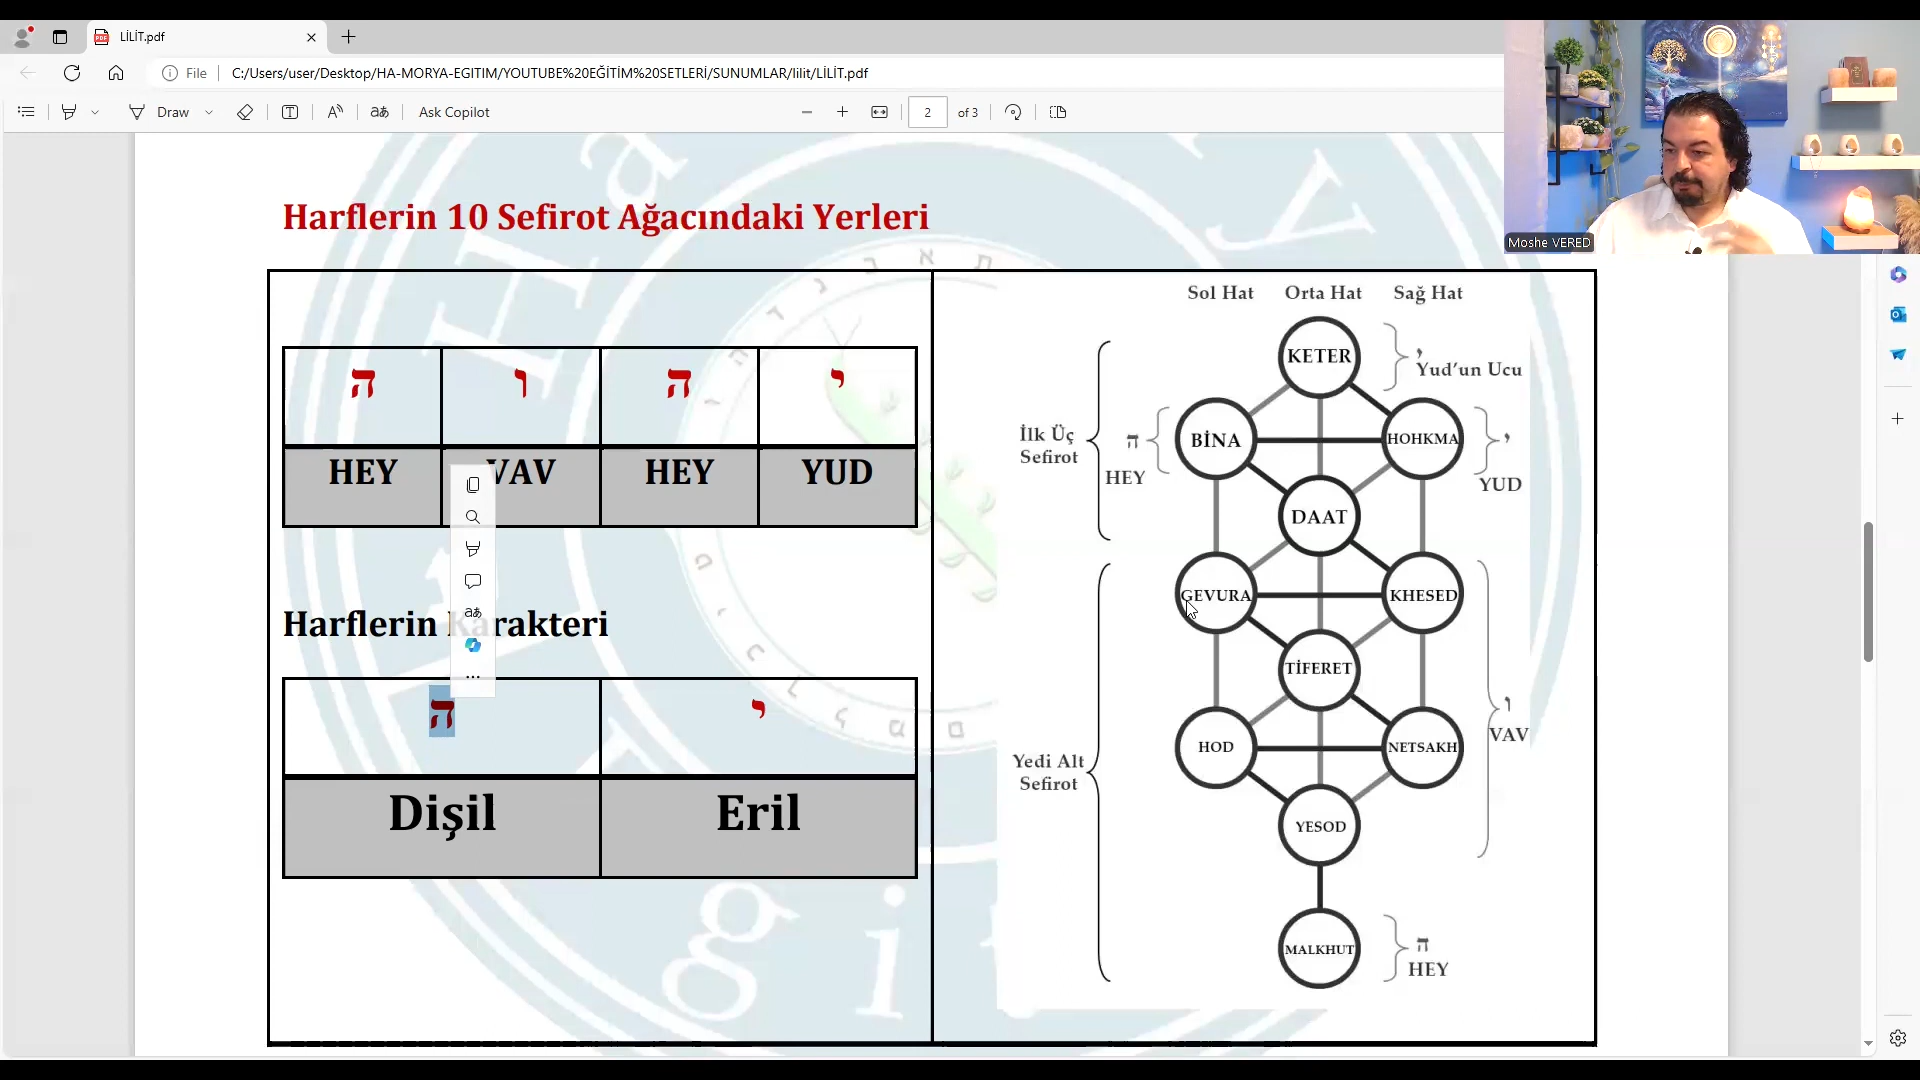 LİLİT.pdf
File
C:/Users/user/Desktop/HA-MORYA-EGITIM/YOUTUBE%20EĞİTİM%20SETLERİ/SUNUMLAR/lilit/LİLİT.pdf
Draw
Ask Copilot
2 of 3
Moshe VERED
Harflerin 10 Sefirot Ağacındaki Yerleri
ה ו ה י
HEY VAV HEY YUD
Harflerin Karakteri
ה י
Dişil Eril
Sol Hat Orta Hat Sağ Hat
KETER
י
Yud'un Ucu
İlk Üç
Sefirot
ה
HEY
BİNA
HOHKMA
י
YUD
DAAT
GEVURA
KHESED
TİFERET
ו
VAV
HOD
NETSAKH
Yedi Alt
Sefirot
YESOD
MALKHUT
ה
HEY